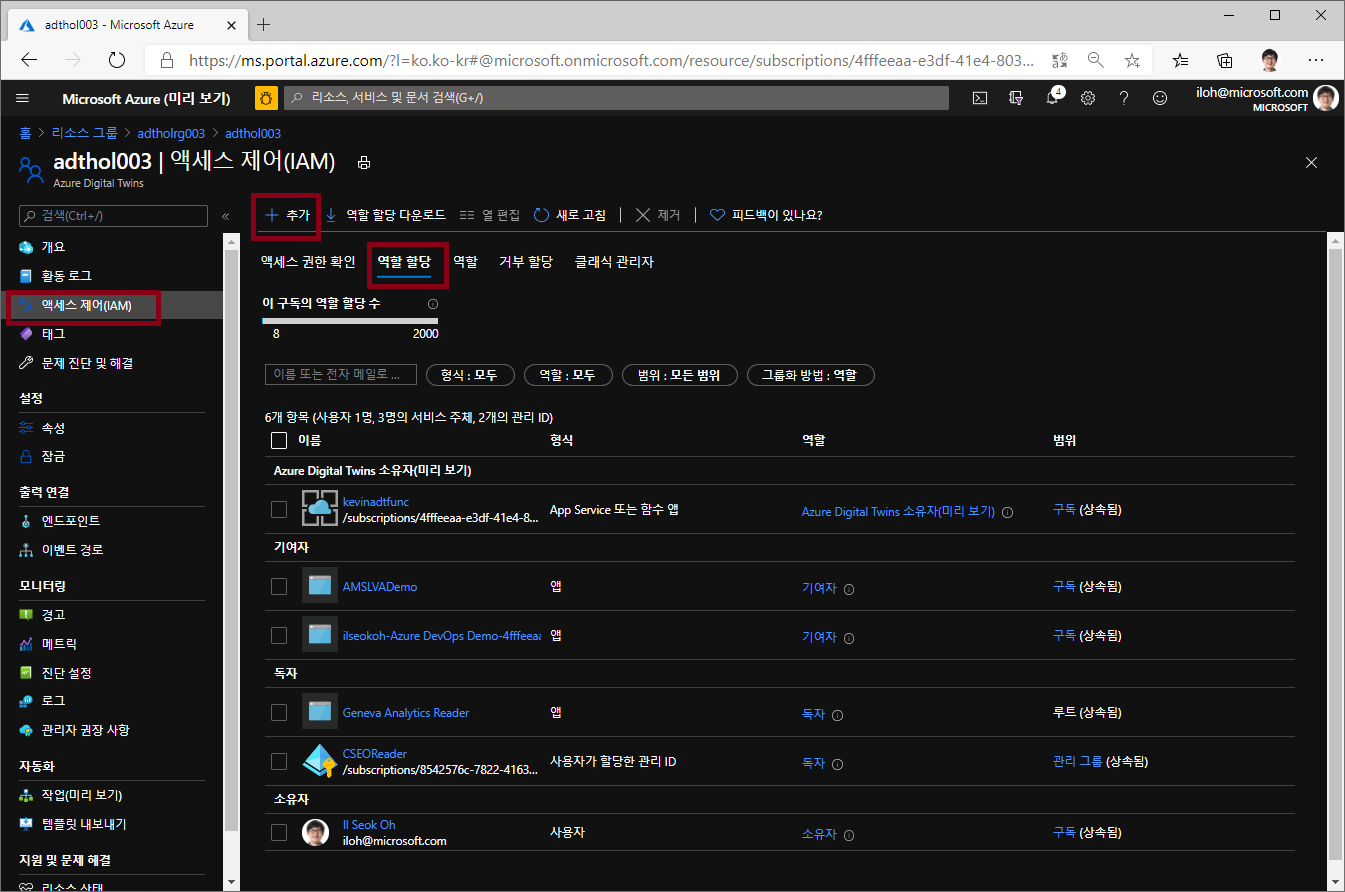 adthol003 - Microsoft Azure
https://ms.portal.azure.com/?l=ko.ko-kr#@microsoft.onmicrosoft.com/resource/subscriptions/4fffeeaa-e3df-41e4-803...
Microsoft Azure (미리 보기)
리소스, 서비스 및 문서 검색(G+/)
4
iloh@microsoft.com
MICROSOFT
홈 > 리소스 그룹 > adtholrg003 > adthol003
adthol003 | 액세스 제어(IAM)
Azure Digital Twins
검색(Ctrl+/)
개요
활동 로그
액세스 제어(IAM)
태그
문제 진단 및 해결
설정
속성
잠금
출력 연결
엔드포인트
이벤트 경로
모니터링
경고
메트릭
진단 설정
로그
관리자 권장 사항
자동화
작업(미리 보기)
템플릿 내보내기
지원 및 문제 해결
리소스 상태
추가
역할 할당 다운로드
열 편집
새로 고침
제거
피드백이 있나요?
액세스 권한 확인
역할 할당
역할
거부 할당
클래식 관리자
이 구독의 역할 할당 수
8 2000
이름 또는 전자 메일로 ...
형식 : 모두
역할 : 모두
범위 : 모든 범위
그룹화 방법 : 역할
6개 항목 (사용자 1명, 3명의 서비스 주체, 2개의 관리 ID)
이름 형식 역할 범위
Azure Digital Twins 소유자(미리 보기)
kevinadtfunc
/subscriptions/4fffeeaa-e3df-41e4-8...
App Service 또는 함수 앱
Azure Digital Twins 소유자(미리 보기)
구독 (상속됨)
기여자
AMSLVADemo 앱 기여자 구독 (상속됨)
ilseokoh-Azure DevOps Demo-4fffeeaa 앱 기여자 구독 (상속됨)
독자
Geneva Analytics Reader 앱 독자 루트 (상속됨)
CSEOReader
/subscriptions/8542576c-7822-4163...
사용자가 할당한 관리 ID
독자
관리 그룹 (상속됨)
소유자
Il Seok Oh
iloh@microsoft.com
사용자
소유자
구독 (상속됨)